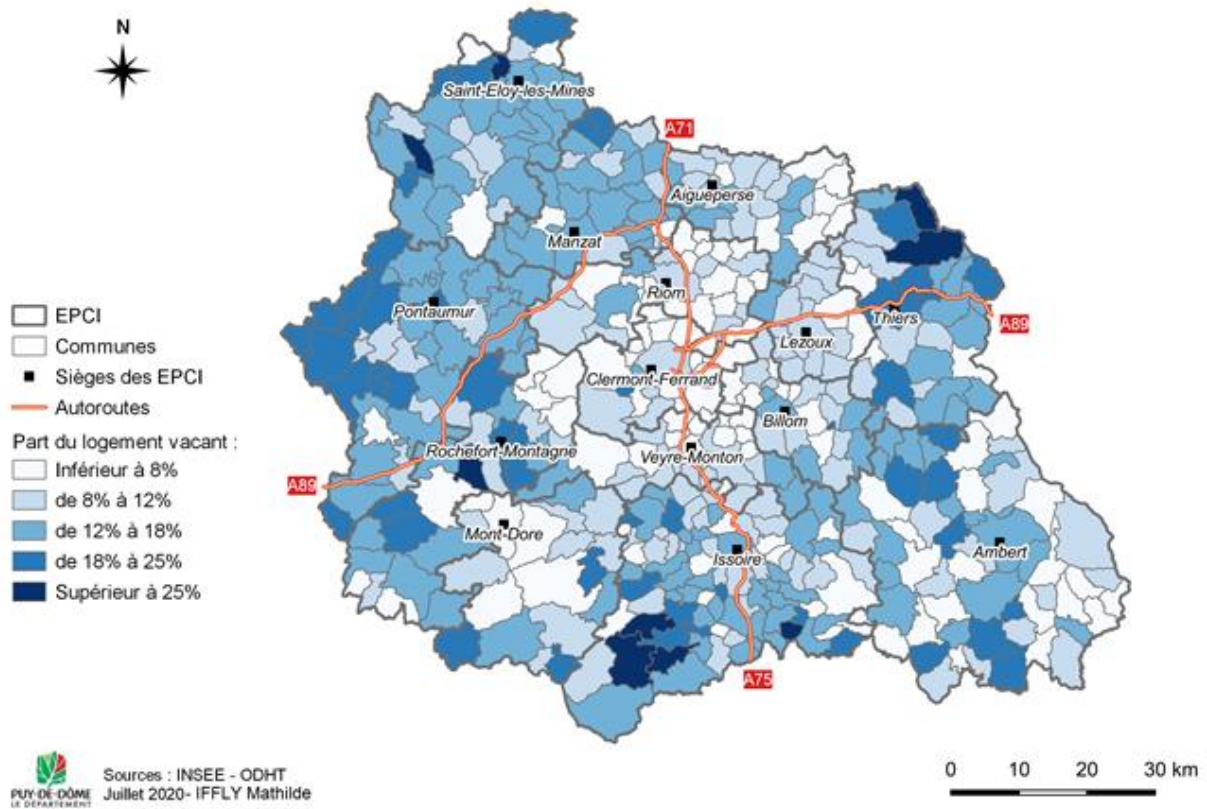 N
Saint-Eloy-les-Mines
A71
Aigueperse
Manzat
Riom
Pontaumur
Thiers
A89
Lezoux
Clermont-Ferrand
Billom
Rochefort-Montagne
Veyre-Monton
A89
Mont-Dore
Ambert
Issoire
A75
EPCI
Communes
Sièges des EPCI
Autoroutes
Part du logement vacant :
Inférieur à 8%
de 8% à 12%
de 12% à 18%
de 18% à 25%
Supérieur à 25%
PUY-DE-DÔME
LE DÉPARTEMENT
Sources : INSEE - ODHT
Juillet 2020- IFFLY Mathilde
0 10 20 30 km